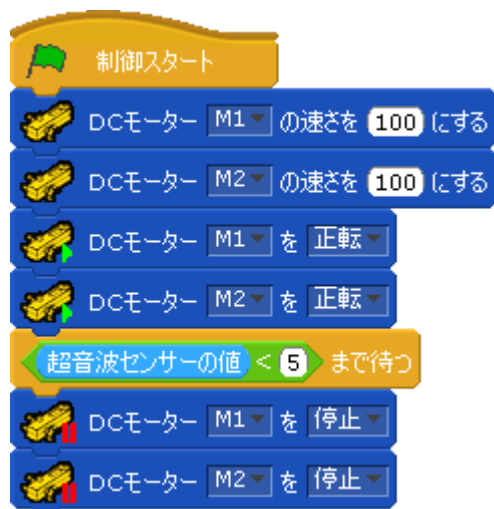 制御スタート
DCモーター M1 の速さを 100 にする
DCモーター M2 の速さを 100 にする
DCモーター M1 を 正転
DCモーター M2 を 正転
超音波センサーの値 < 5 まで待つ
DCモーター M1 を 停止
DCモーター M2 を 停止